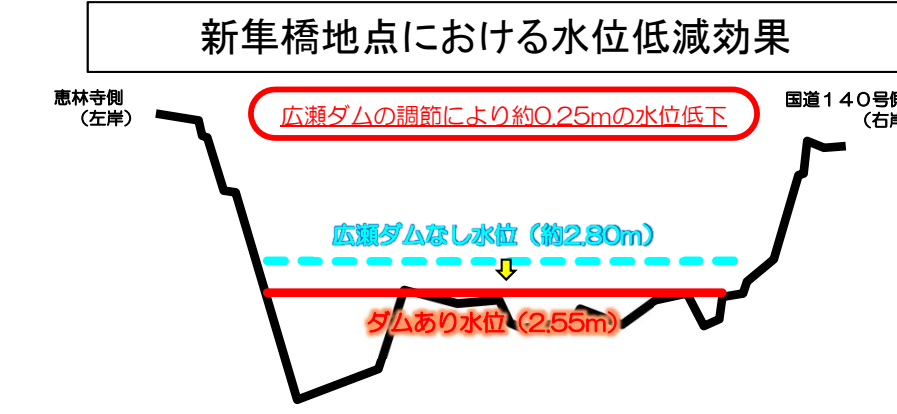 新隼橋地点における水位低減効果
恵林寺側
（左岸）
広瀬ダムの調節により約0.25mの水位低下
国道１４０号側
（右岸
広瀬ダムなし水位（約2.80m）
ダムあり水位（2.55m）